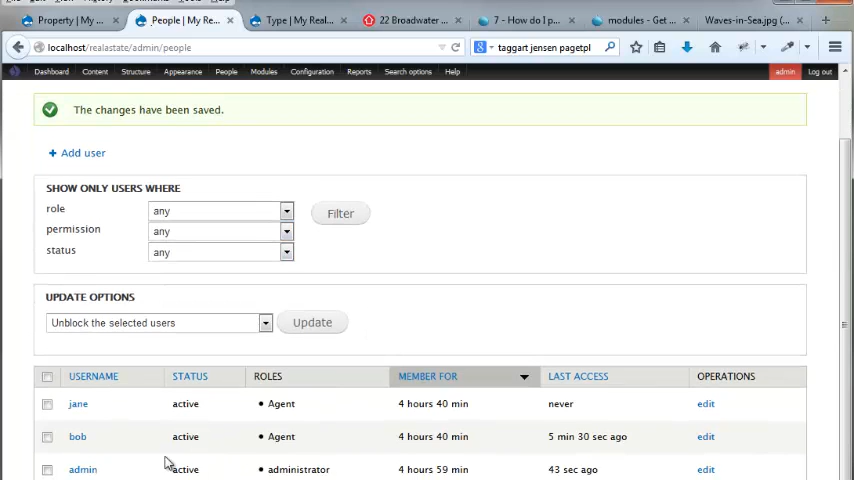 Property | My ...
People | My Re...
Type | My Real...
22 Broadwater ...
7 - How do I p...
modules - Get ...
Waves-in-Sea.jpg (...
localhost/realastate/admin/people
taggart jensen pagetpl
Dashboard Content Structure Appearance People Modules Configuration Reports Search options Help admin Log out
The changes have been saved.
+ Add user
SHOW ONLY USERS WHERE
role any Filter
permission any
status any
UPDATE OPTIONS
Unblock the selected users Update
USERNAME STATUS ROLES MEMBER FOR LAST ACCESS OPERATIONS
jane active • Agent 4 hours 40 min never edit
bob active • Agent 4 hours 40 min 5 min 30 sec ago edit
admin active • administrator 4 hours 59 min 43 sec ago edit